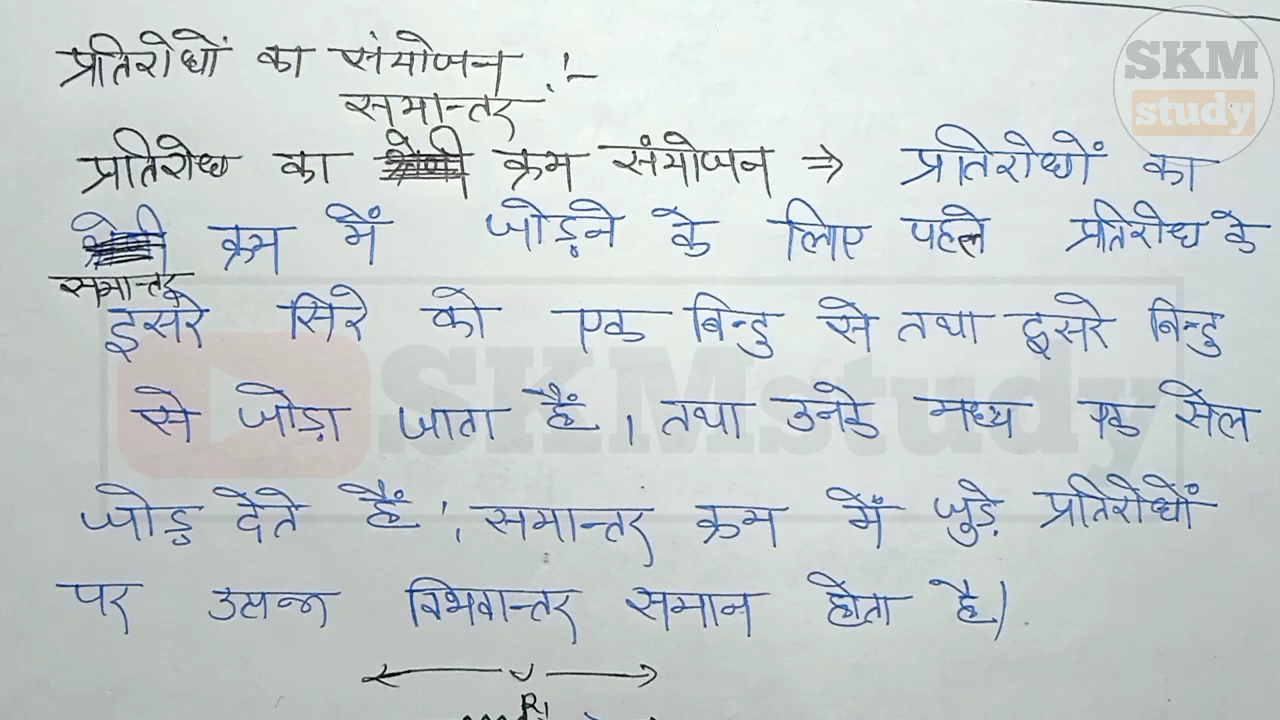 SKM
study
प्रतिरोधों का संयोजन :-
समान्तर
प्रतिरोध का क्रम संयोजन ⇒ प्रतिरोधों का
क्रम में जोड़ने के लिए पहले प्रतिरोध के
समान्तर
दूसरे सिरे को एक बिन्दु से तथा दूसरे बिन्दु
से जोड़ा जाता हैं। तथा उनके मध्य एक सेल
जोड़ देते हैं। समान्तर क्रम में जुड़े प्रतिरोधों
पर उत्पन्न विभवान्तर समान होता है।
V
R1
SKMstudy